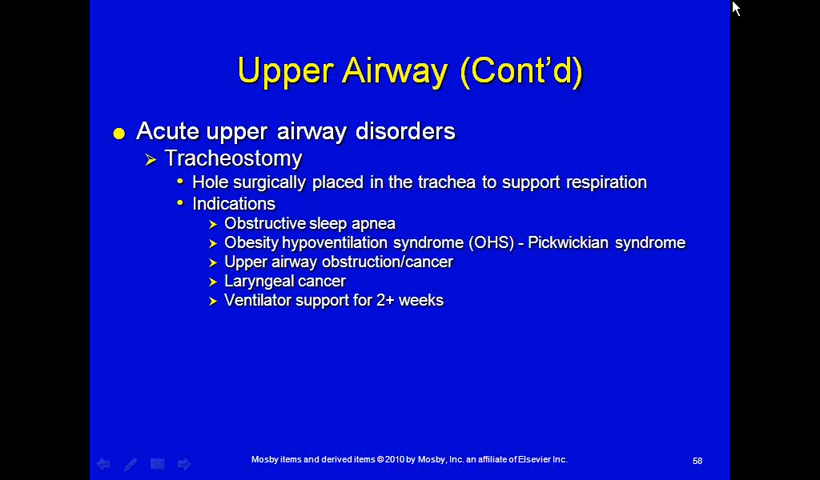 Upper Airway (Cont'd)
Acute upper airway disorders
Tracheostomy
Hole surgically placed in the trachea to support respiration
Indications
Obstructive sleep apnea
Obesity hypoventilation syndrome (OHS) - Pickwickian syndrome
Upper airway obstruction/cancer
Laryngeal cancer
Ventilator support for 2+ weeks
Mosby items and derived items © 2010 by Mosby, Inc. an affiliate of Elsevier Inc.
58